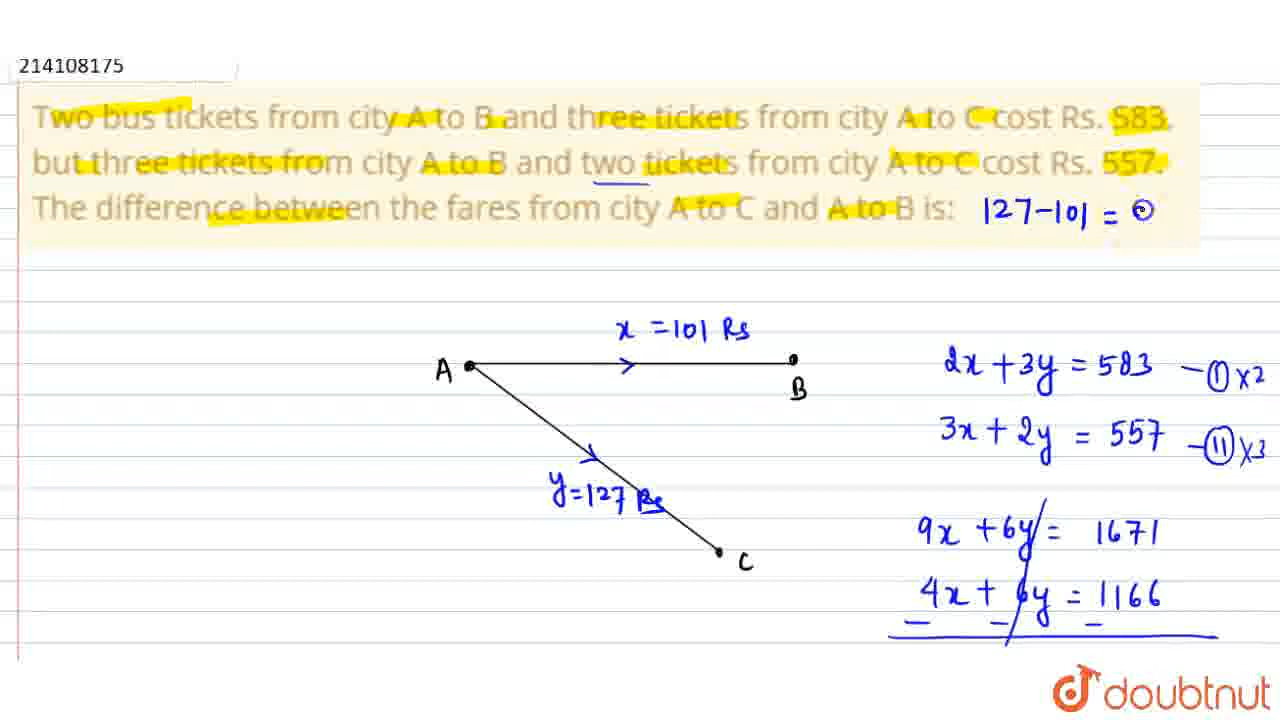 214108175
Two bus tickets from city A to B and three tickets from city A to C cost Rs. 583,
but three tickets from city A to B and two tickets from city A to C cost Rs. 557.
The difference between the fares from city A to C and A to B is: 127-101 =
x = 101 Rs
A
B
y = 127 Rs
C
2x + 3y = 583 - (1) x 2
3x + 2y = 557 - (11) x 3
9x + 6y = 1671
4x + 6y = 1166
- - -
doubtnut